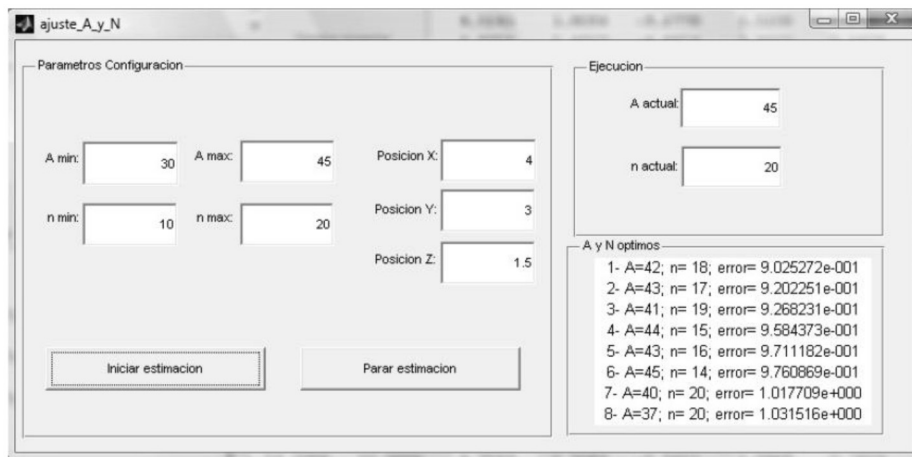 ajuste_A_y_N
Parametros Configuracion
A min: 30
A max: 45
n min: 10
n max: 20
Posicion X: 4
Posicion Y: 3
Posicion Z: 1.5
Iniciar estimacion
Parar estimacion
Ejecucion
A actual: 45
n actual: 20
A y N optimos
1- A=42; n= 18; error= 9.025272e-001
2- A=43; n= 17; error= 9.202251e-001
3- A=41; n= 19; error= 9.268231e-001
4- A=44; n= 15; error= 9.584373e-001
5- A=43; n= 16; error= 9.711182e-001
6- A=45; n= 14; error= 9.760869e-001
7- A=40; n= 20; error= 1.017709e+000
8- A=37; n= 20; error= 1.031516e+000